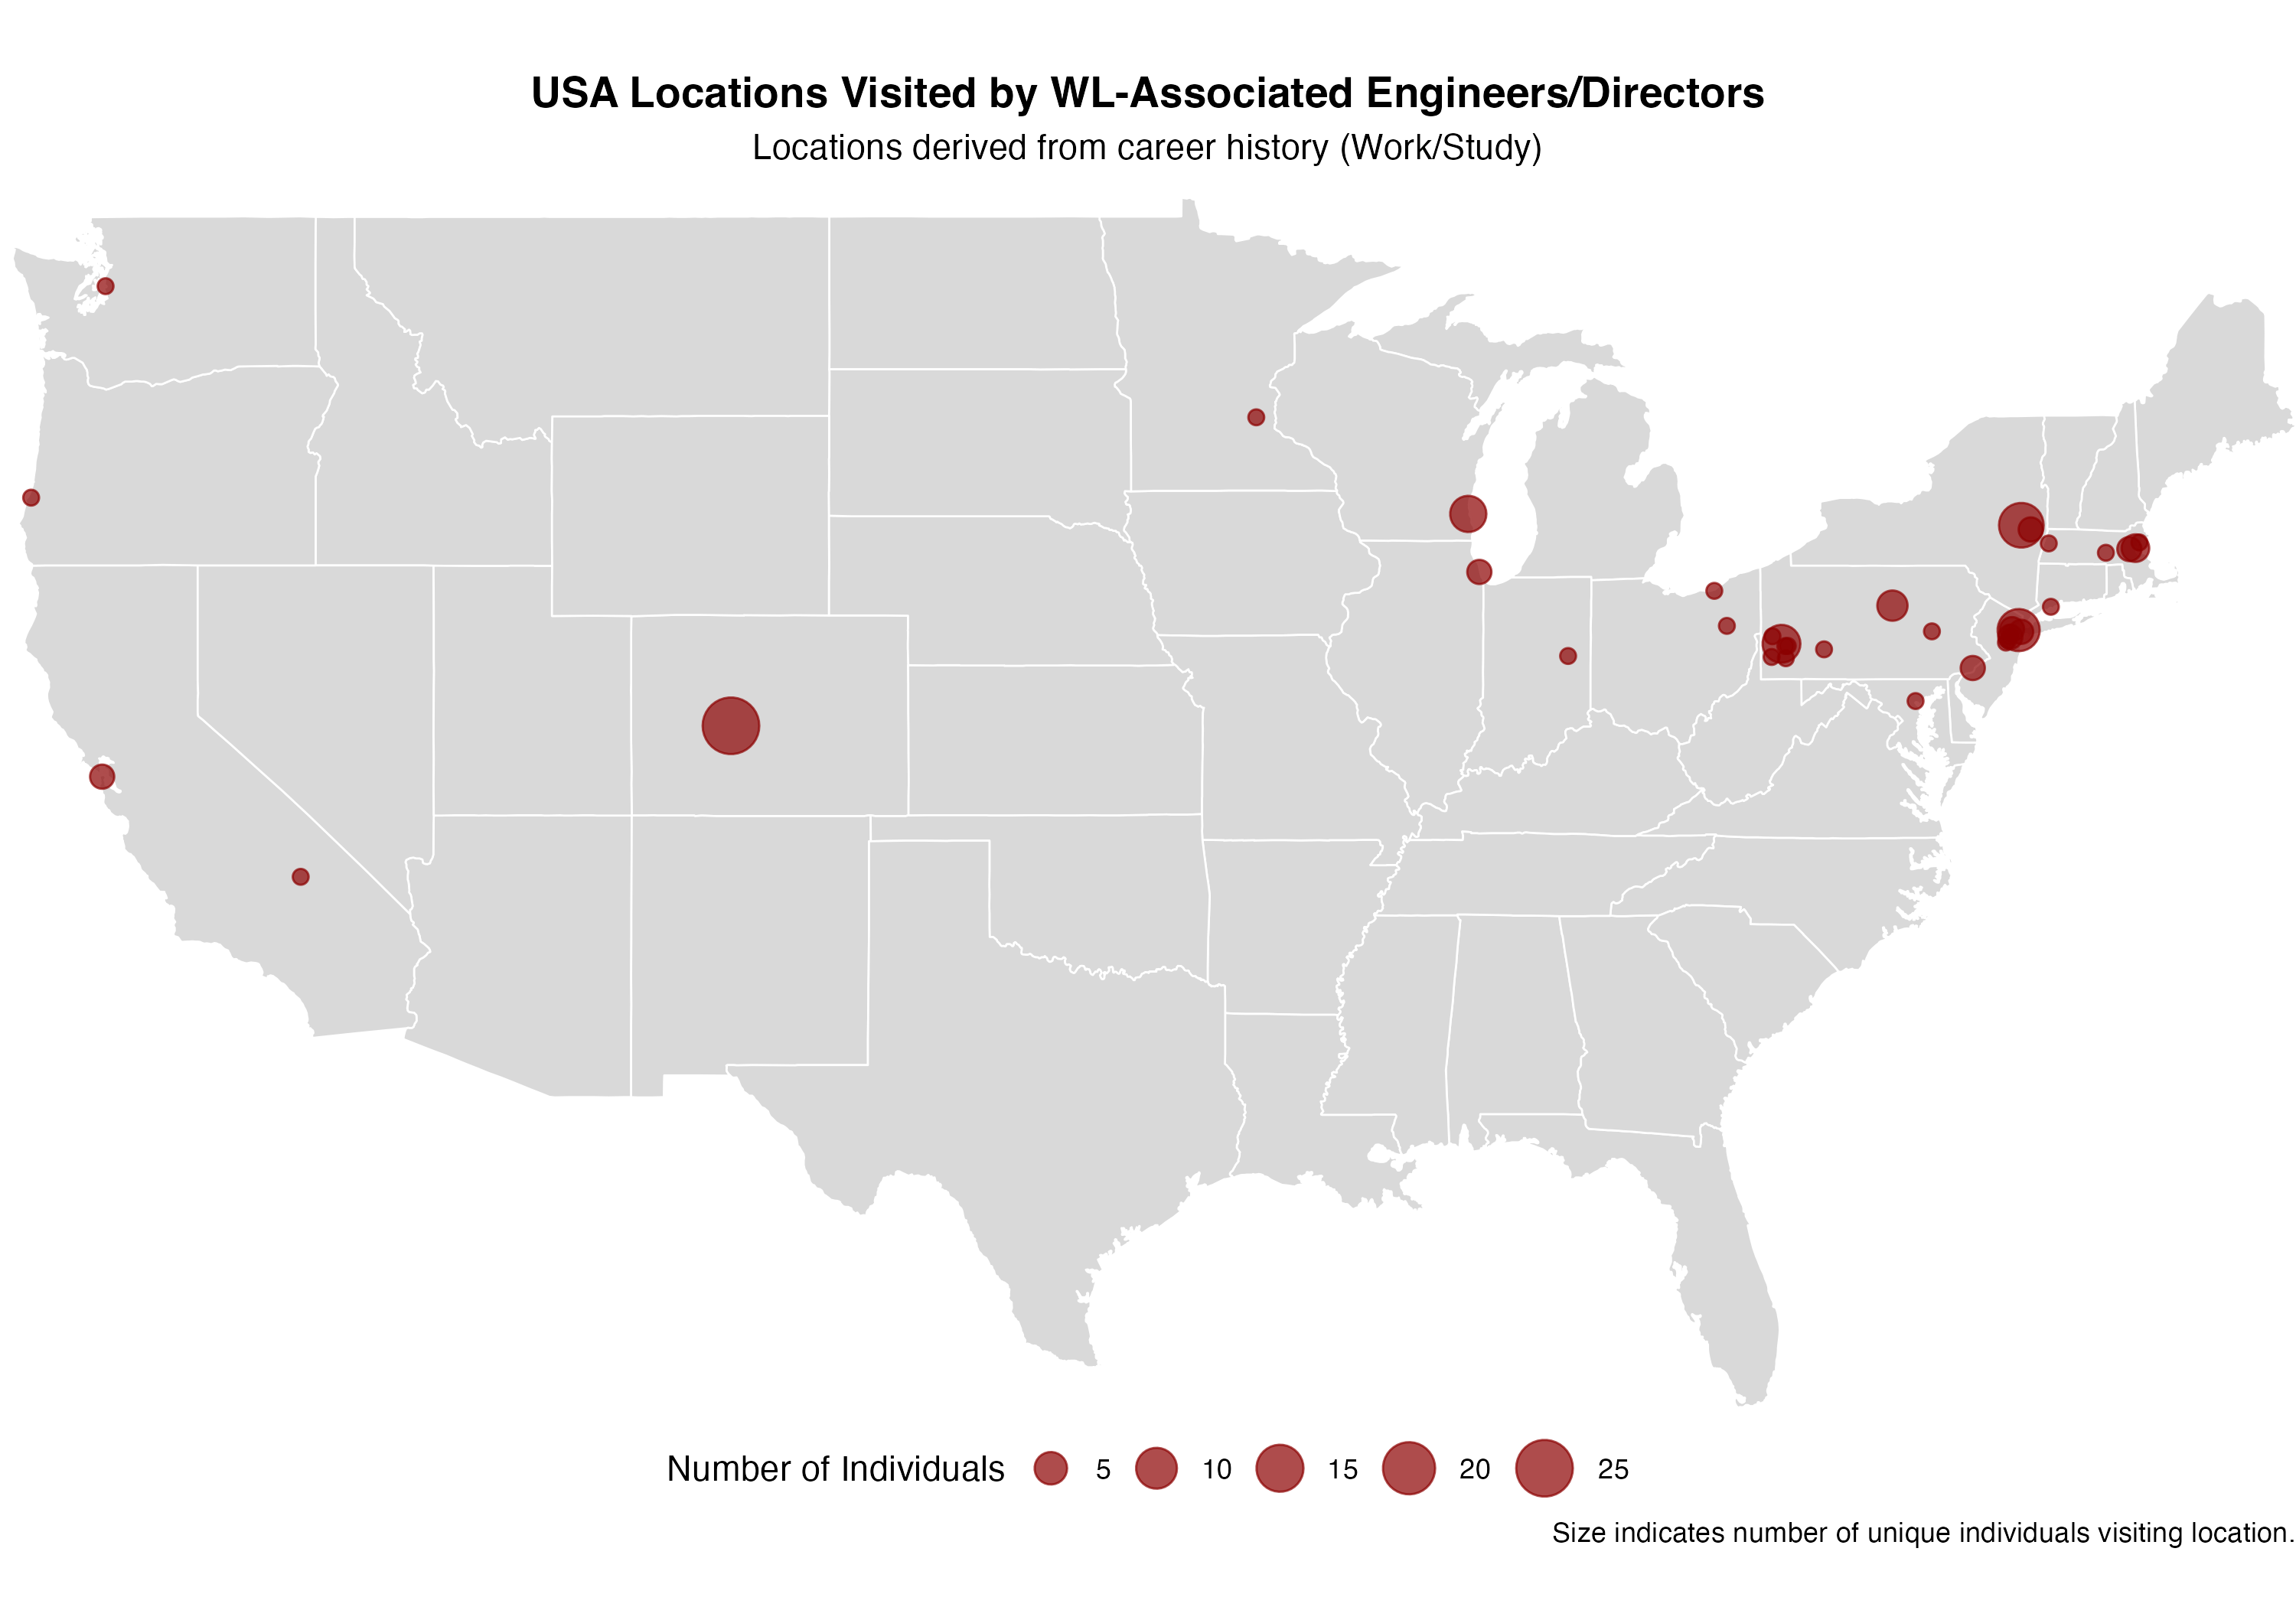 USA Locations Visited by WL-Associated Engineers/Directors
Locations derived from career history (Work/Study)
Number of Individuals 5 10 15 20 25
Size indicates number of unique individuals visiting location.